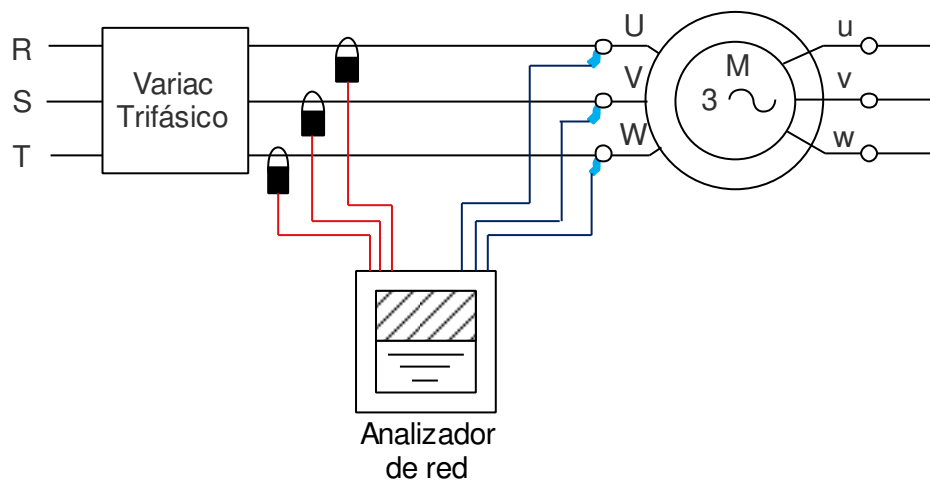 R
S
T
Variac
Trifásico
U
V
W
M
3
u
v
w
Analizador
de red